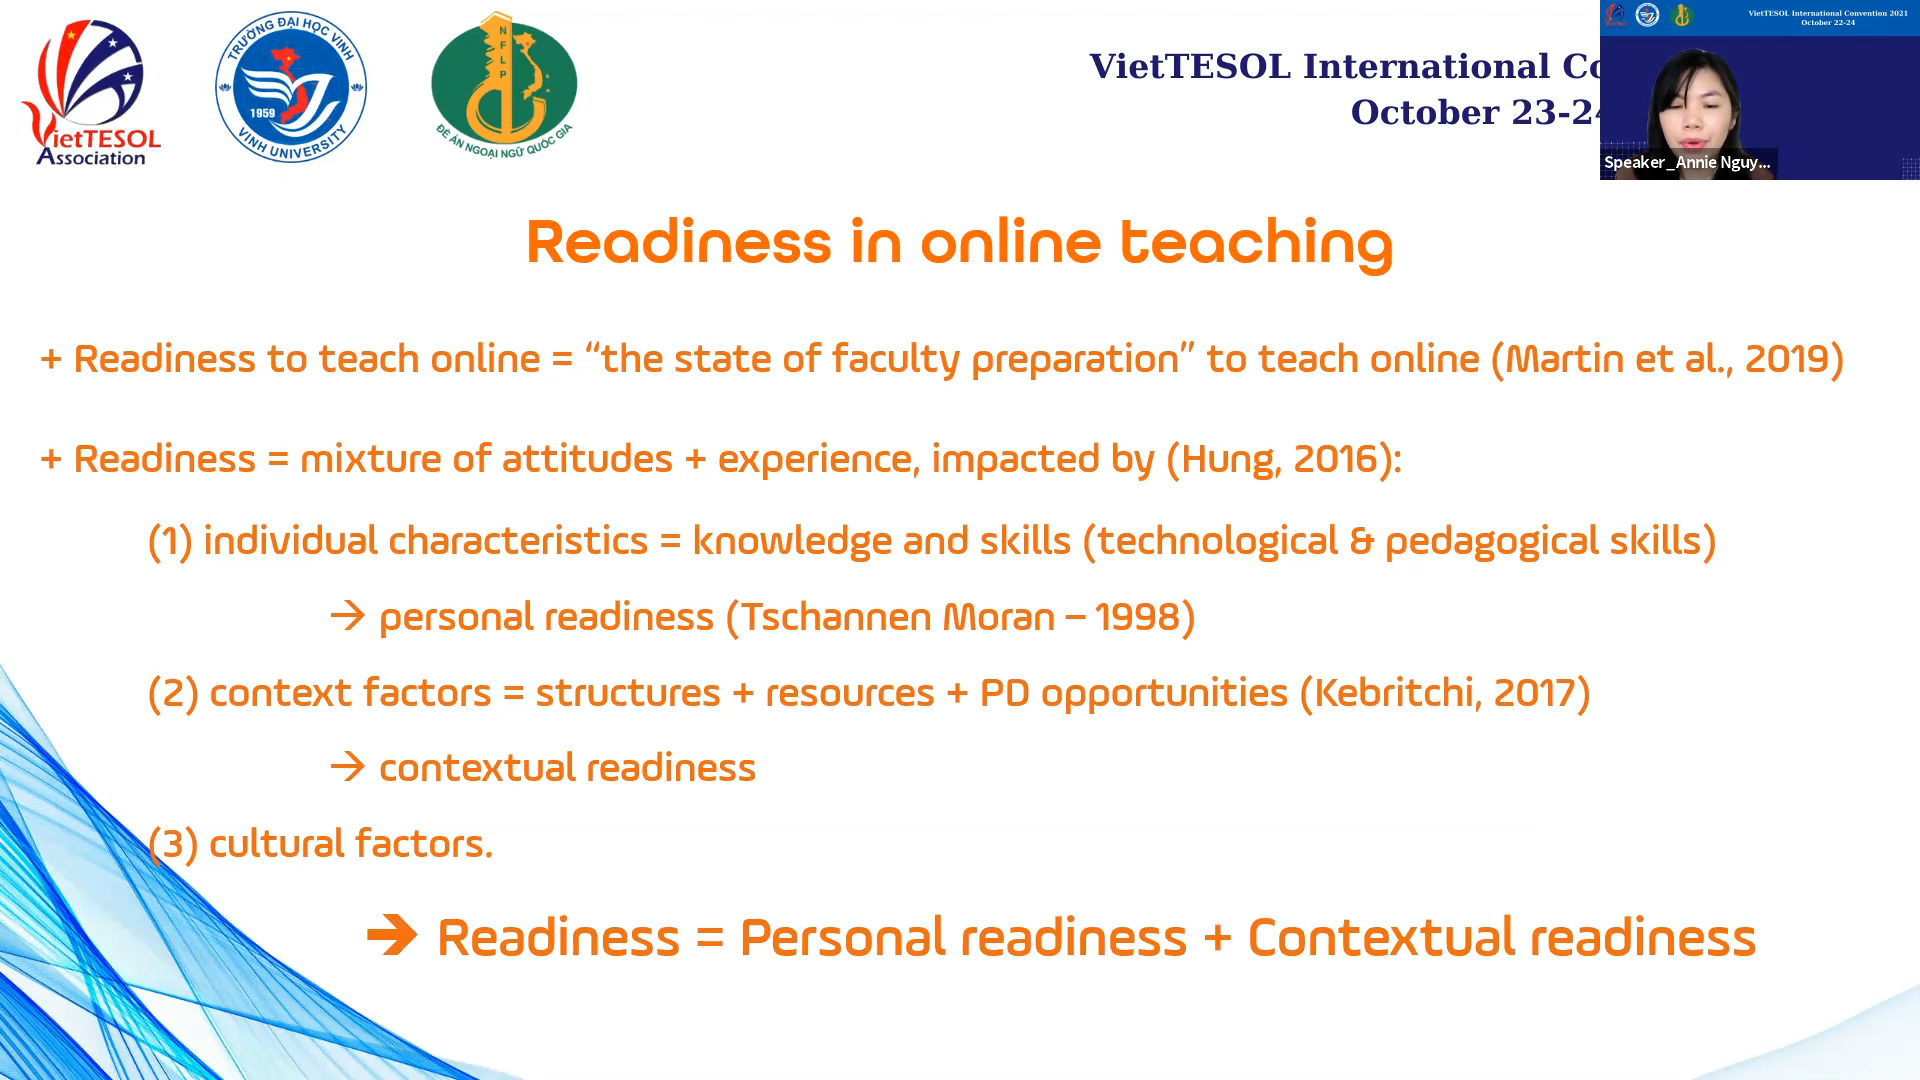 VietTESOL
Association
TRƯỜNG ĐẠI HỌC VINH
1959
VINH UNIVERSITY
NFLP
ĐỀ ÁN NGOẠI NGỮ QUỐC GIA
VietTESOL International Co
October 23-24
VietTESOL International Convention 2021
October 22-24
Speaker_Annie Nguy...
Readiness in online teaching
+ Readiness to teach online = “the state of faculty preparation” to teach online (Martin et al., 2019)
+ Readiness = mixture of attitudes + experience, impacted by (Hung, 2016):
(1) individual characteristics = knowledge and skills (technological & pedagogical skills)
→ personal readiness (Tschannen Moran – 1998)
(2) context factors = structures + resources + PD opportunities (Kebritchi, 2017)
→ contextual readiness
(3) cultural factors.
➔ Readiness = Personal readiness + Contextual readiness